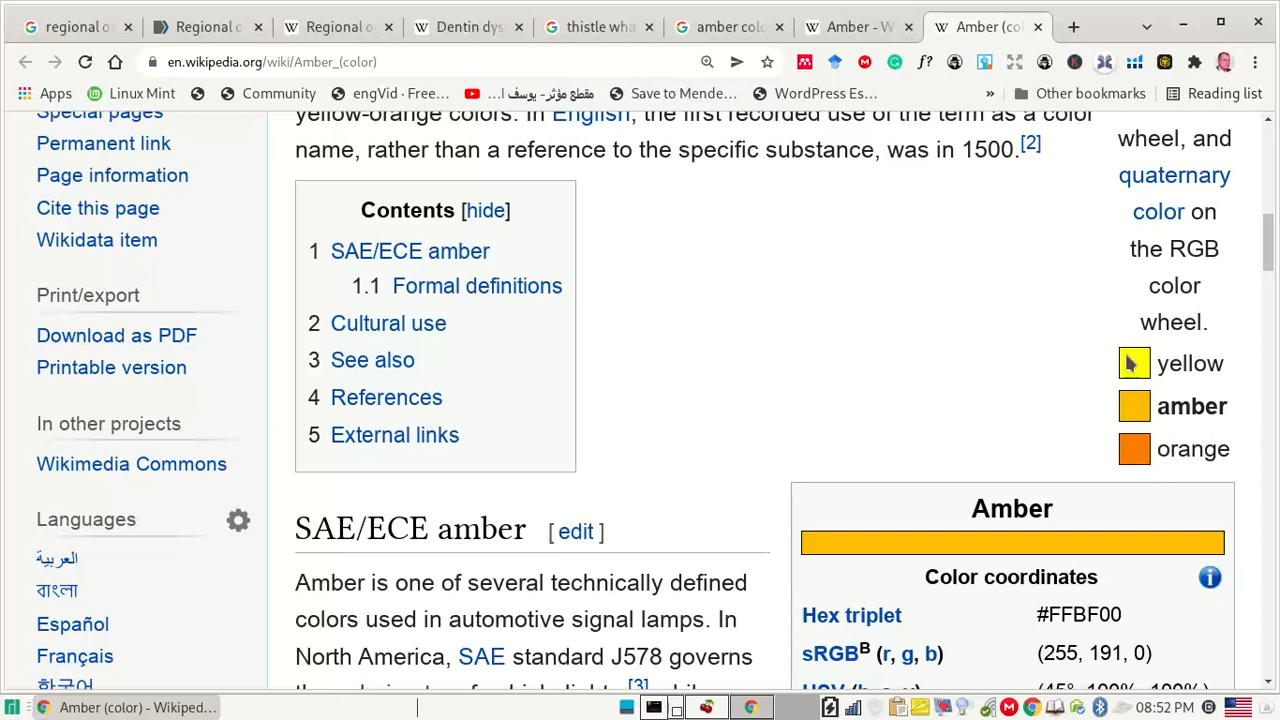 regional o
Regional o
Regional o
Dentin dys
thistle wha
amber colo
Amber - W
Amber (co
en.wikipedia.org/wiki/Amber_(color)
Apps
Linux Mint
Community
engVid · Free...
مقطع مؤثر- يوسف ا...
Save to Mende...
WordPress Es...
»
Other bookmarks
Reading list
Special pages
Permanent link
Page information
Cite this page
Wikidata item
Print/export
Download as PDF
Printable version
In other projects
Wikimedia Commons
Languages
العربية
বাংলা
Español
Français
한국어
yellow-orange colors. In English, the first recorded use of the term as a color
name, rather than a reference to the specific substance, was in 1500.[2]
Contents [hide]
1 SAE/ECE amber
1.1 Formal definitions
2 Cultural use
3 See also
4 References
5 External links
SAE/ECE amber [ edit ]
Amber is one of several technically defined
colors used in automotive signal lamps. In
North America, SAE standard J578 governs
[3]
wheel, and
quaternary
color on
the RGB
color
wheel.
yellow
amber
orange
Amber
Color coordinates
Hex triplet #FFBF00
sRGBB (r, g, b) (255, 191, 0)
Amber (color) - Wikiped...
08:52 PM